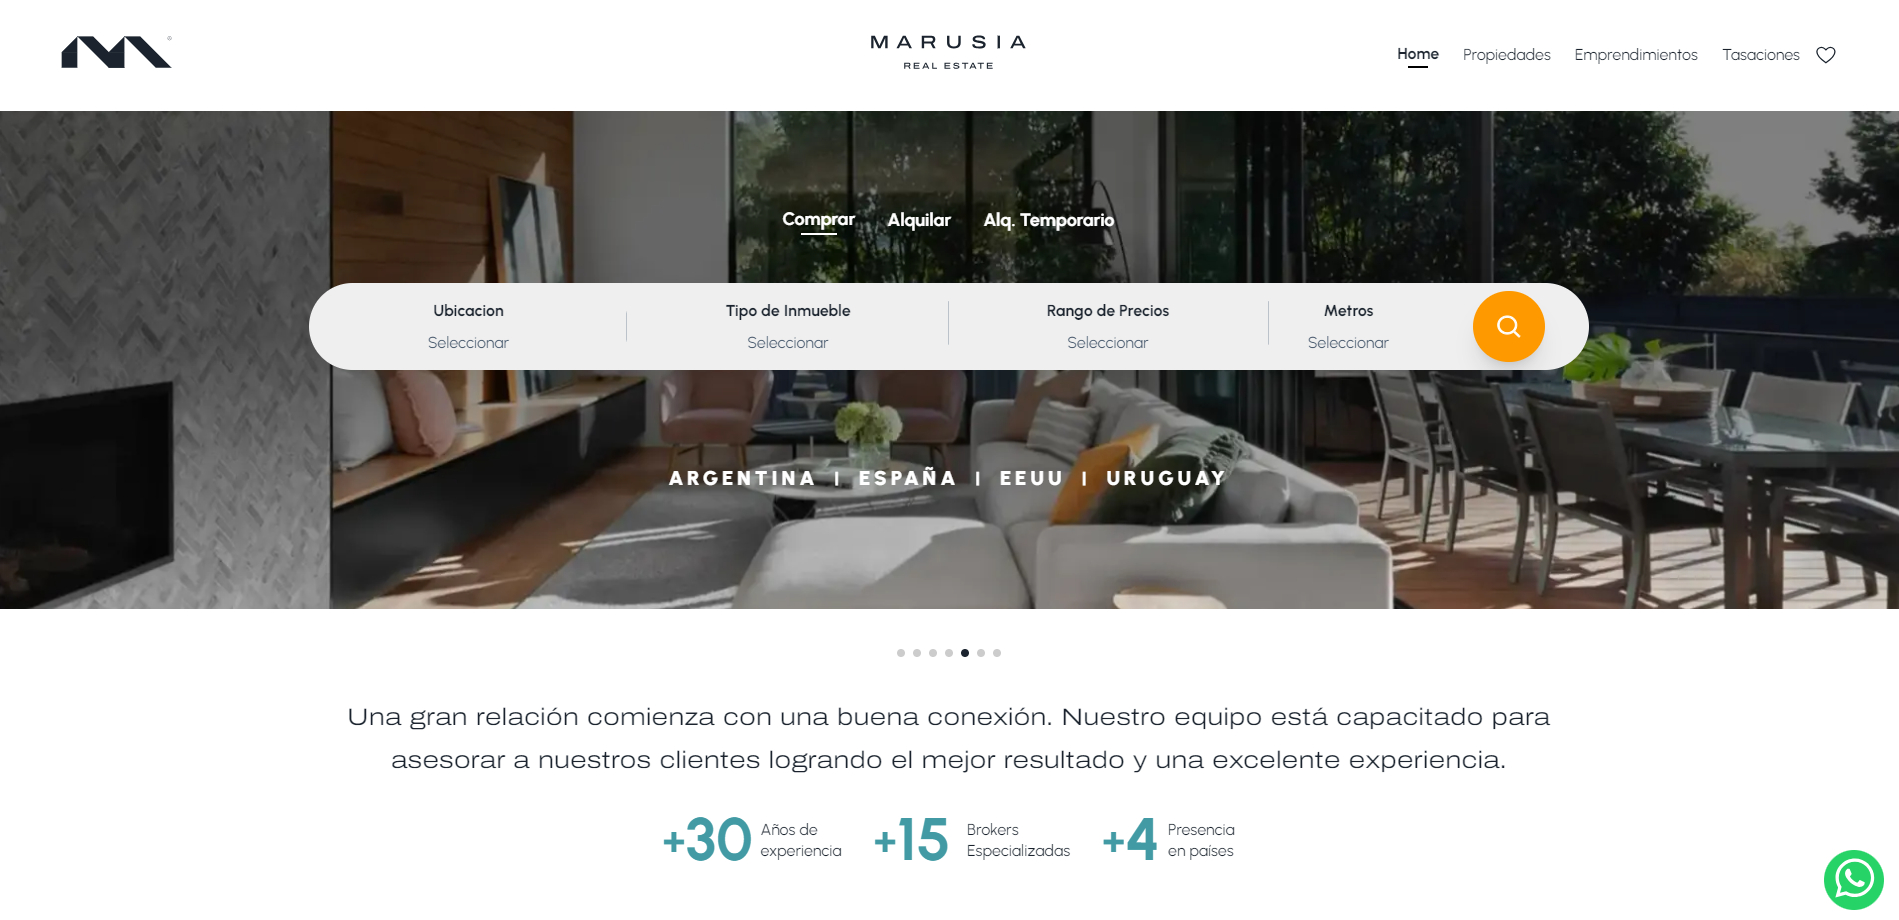 MARUSIA
REAL ESTATE
Home Propiedades Emprendimientos Tasaciones
Comprar Alquilar Alq. Temporario
Ubicacion Tipo de Inmueble Rango de Precios Metros
Seleccionar Seleccionar Seleccionar Seleccionar
ARGENTINA | ESPAÑA | EEUU | URUGUAY
Una gran relación comienza con una buena conexión. Nuestro equipo está capacitado para
asesorar a nuestros clientes logrando el mejor resultado y una excelente experiencia.
+30 Años de experiencia
+15 Brokers Especializadas
+4 Presencia en países